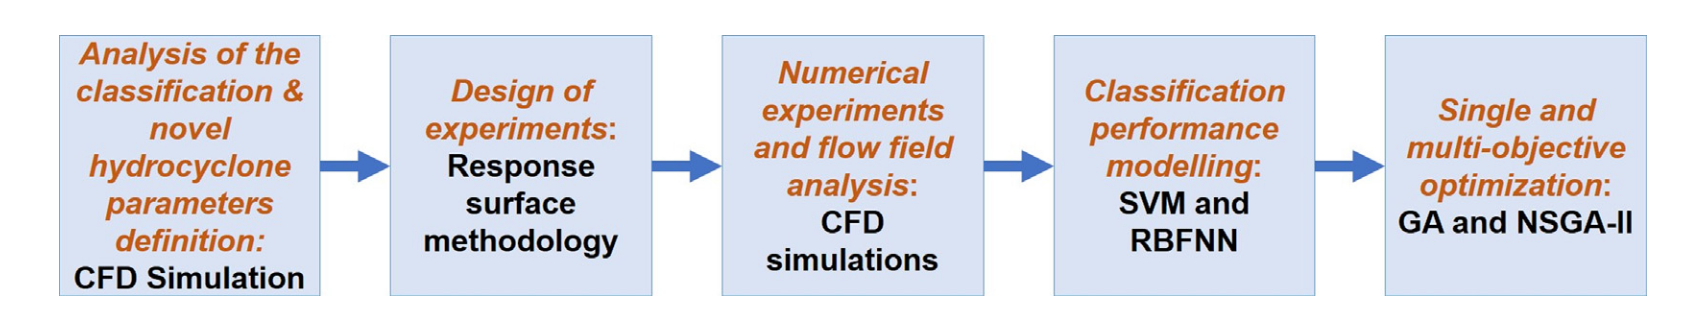 Analysis of the
classification &
novel
hydrocyclone
parameters
definition:
CFD Simulation
Design of
experiments:
Response
surface
methodology
Numerical
experiments
and flow field
analysis:
CFD
simulations
Classification
performance
modelling:
SVM and
RBFNN
Single and
multi-objective
optimization:
GA and NSGA-II